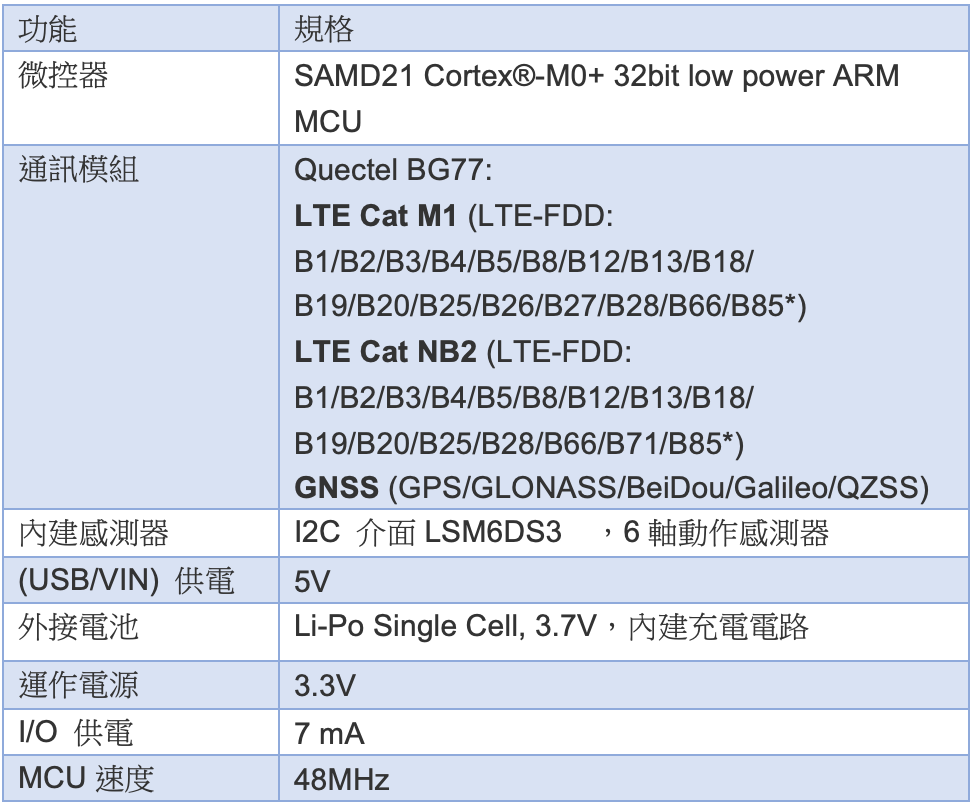 功能 規格
微控器 SAMD21 Cortex®-M0+ 32bit low power ARM
MCU
通訊模組 Quectel BG77:
LTE Cat M1 (LTE-FDD:
B1/B2/B3/B4/B5/B8/B12/B13/B18/
B19/B20/B25/B26/B27/B28/B66/B85*)
LTE Cat NB2 (LTE-FDD:
B1/B2/B3/B4/B5/B8/B12/B13/B18/
B19/B20/B25/B28/B66/B71/B85*)
GNSS (GPS/GLONASS/BeiDou/Galileo/QZSS)
內建感測器 I2C 介面 LSM6DS3 ，6 軸動作感測器
(USB/VIN) 供電 5V
外接電池 Li-Po Single Cell, 3.7V，內建充電電路
運作電源 3.3V
I/O 供電 7 mA
MCU 速度 48MHz